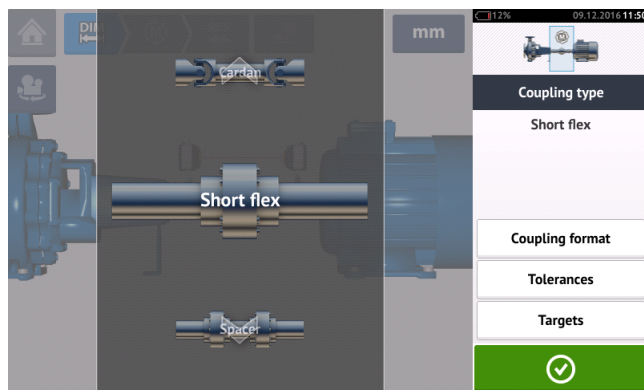 12% 09.12.2016 11:50
DIM
mm
Cardan
Short flex
Spacer
Coupling type
Short flex
Coupling format
Tolerances
Targets